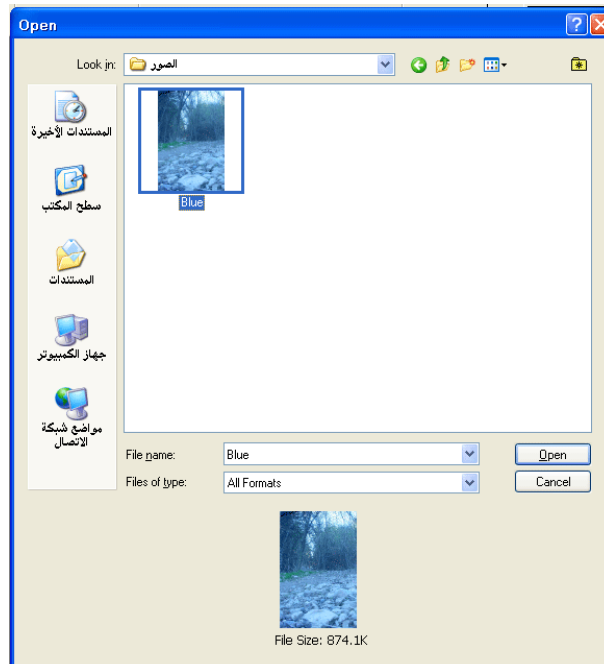 Open
Look in:
الصور
المستندات الأخيرة
سطح المكتب
المستندات
جهاز الكمبيوتر
مواضع شبكة
الاتصال
Blue
File name:
Blue
Open
Files of type:
All Formats
Cancel
File Size: 874.1K